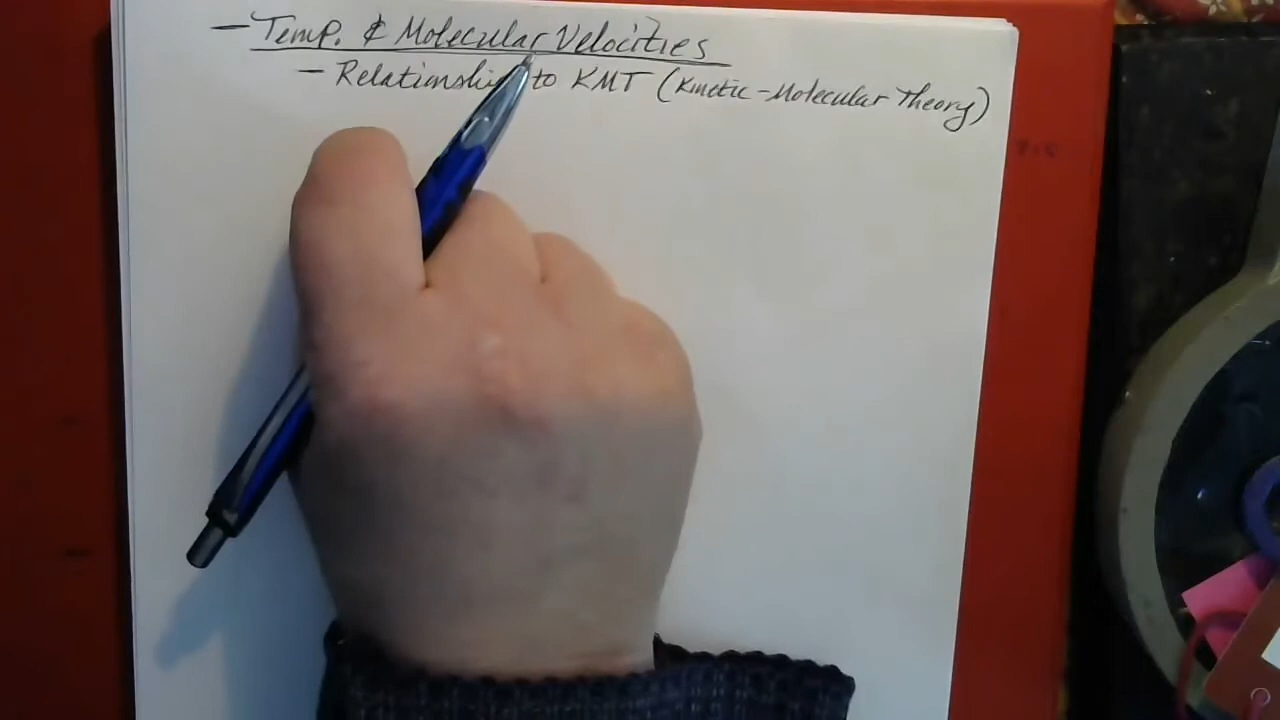 - Temp. & Molecular Velocities
- Relationship to KMT (Kinetic-Molecular Theory)